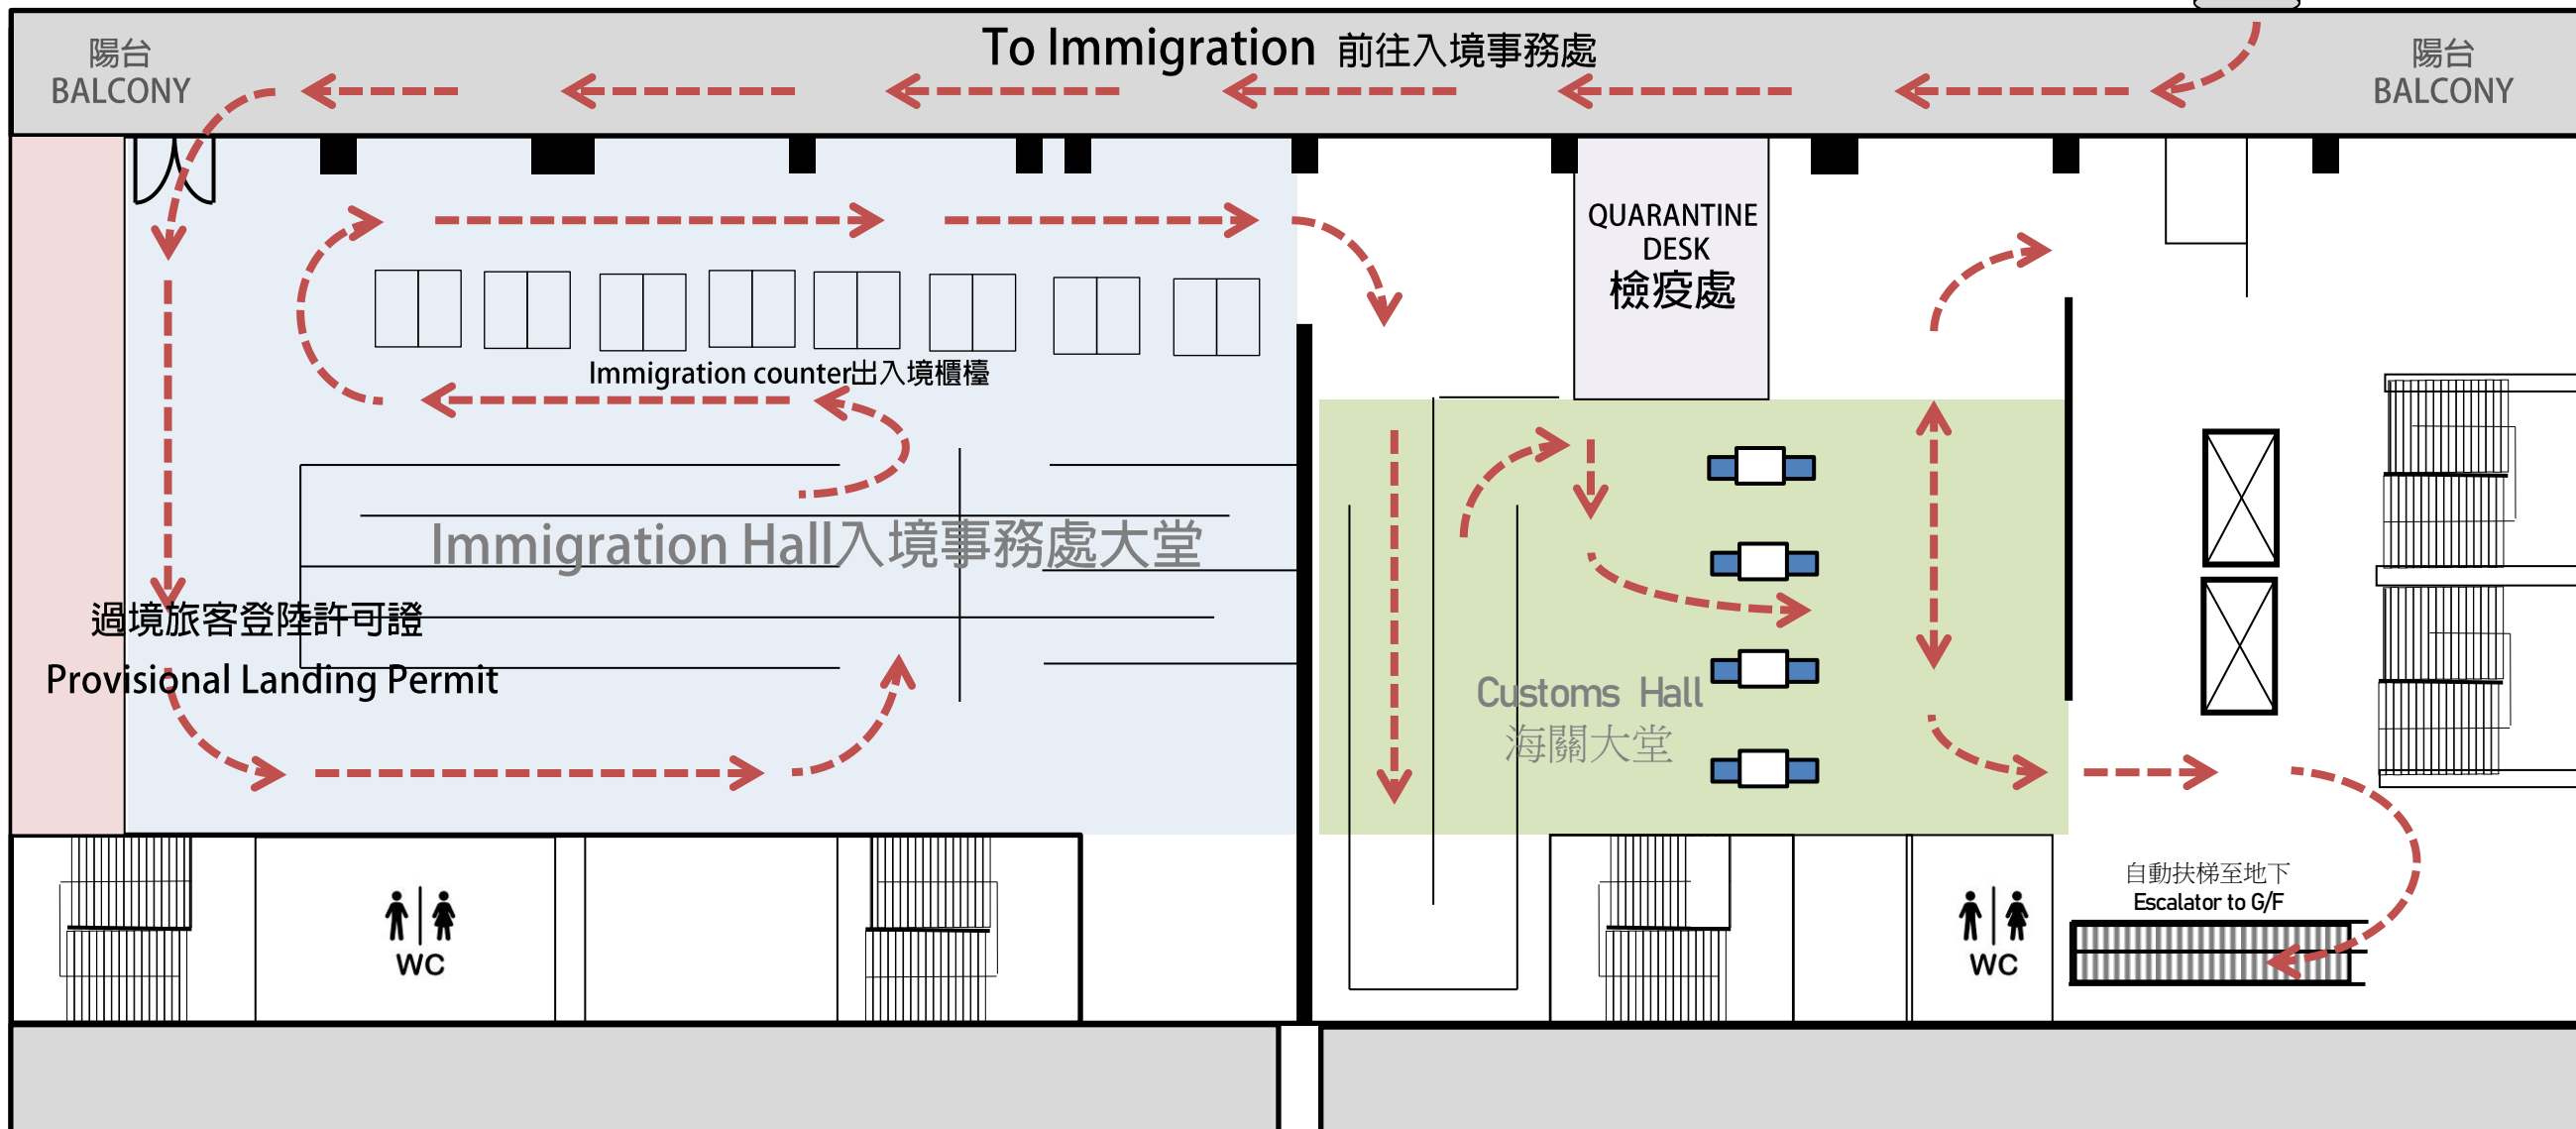 To Immigration 前往入境事務處
陽台
BALCONY
陽台
BALCONY
QUARANTINE
DESK
檢疫處
Immigration counter出入境櫃檯
Immigration Hall入境事務處大堂
過境旅客登陸許可證
Provisional Landing Permit
Customs Hall
海關大堂
自動扶梯至地下
Escalator to G/F
WC
WC